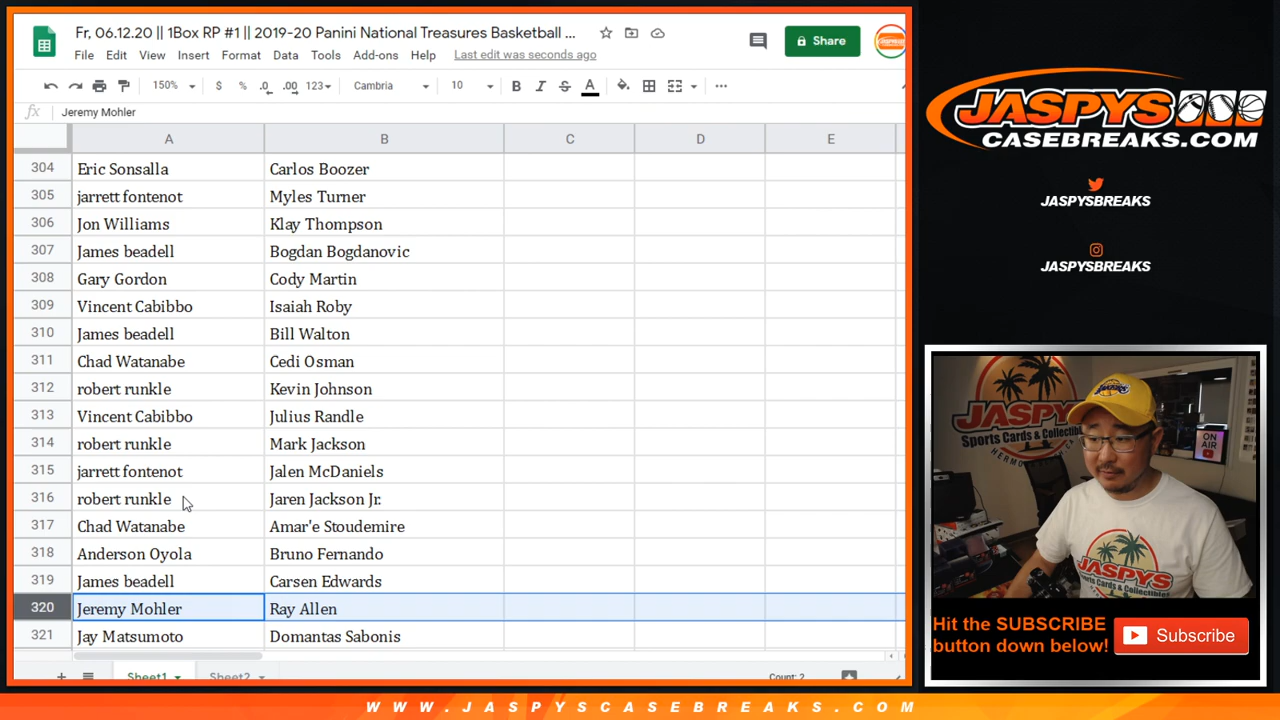 Fr, 06.12.20 || 1Box RP #1 || 2019-20 Panini National Treasures Basketball ...
File Edit View Insert Format Data Tools Add-ons Help Last edit was seconds ago
Share
150% $ % .0 .00 123 Cambria 10 B I S A ...
fx Jeremy Mohler
A B C D E
304 Eric Sonsalla Carlos Boozer
305 jarrett fontenot Myles Turner
306 Jon Williams Klay Thompson
307 James beadell Bogdan Bogdanovic
308 Gary Gordon Cody Martin
309 Vincent Cabibbo Isaiah Roby
310 James beadell Bill Walton
311 Chad Watanabe Cedi Osman
312 robert runkle Kevin Johnson
313 Vincent Cabibbo Julius Randle
314 robert runkle Mark Jackson
315 jarrett fontenot Jalen McDaniels
316 robert runkle Jaren Jackson Jr.
317 Chad Watanabe Amar'e Stoudemire
318 Anderson Oyola Bruno Fernando
319 James beadell Carsen Edwards
320 Jeremy Mohler Ray Allen
321 Jay Matsumoto Domantas Sabonis
Sheet1 Sheet2 Count: 2
JASPYS
CASEBREAKS.COM
JASPYSBREAKS
JASPYSBREAKS
JASPYS
Sports Cards & Collectibles
ON
AIR
JASPYS
Sports Cards & Collectibles
Hit the SUBSCRIBE
button down below!
Subscribe
WWW.JASPYSCASEBREAKS.COM